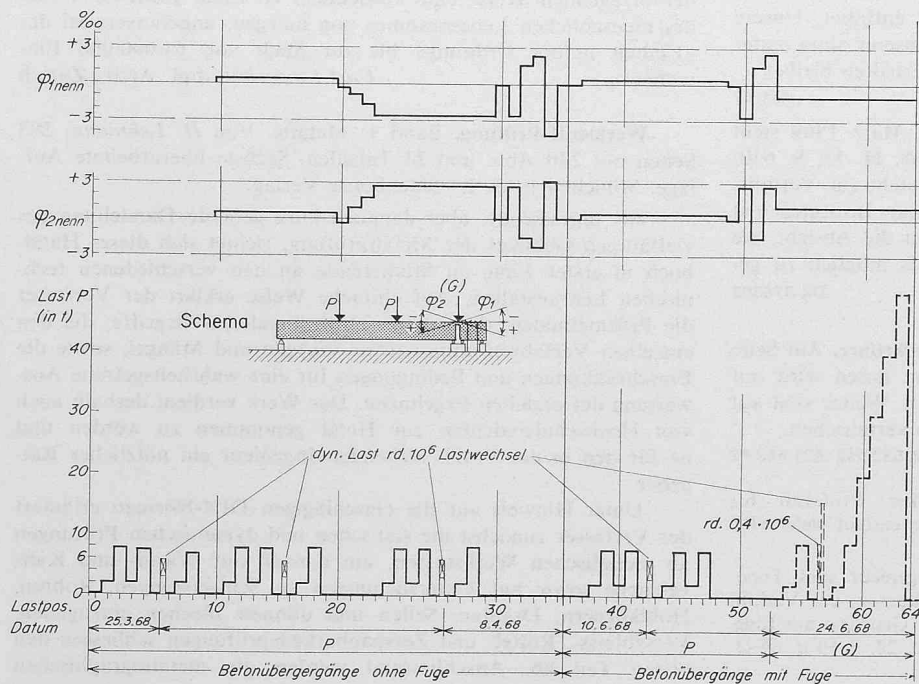 ‰
+3
φ1nenn
-3
+3
φ2nenn
-3
Last P
(in t)
40
30
20
10
6
0
Schema
P
P
(G)
φ2
φ1
+
dyn. Last rd. 10⁶ Lastwechsel
rd. 0,4 · 10⁶
Lastpos.
0
10
20
30
40
50
60
64
Datum
25.3.68
8.4.68
10.6.68
24.6.68
P
P
(G)
Betonübergänge ohne Fuge
Betonübergänge mit Fuge